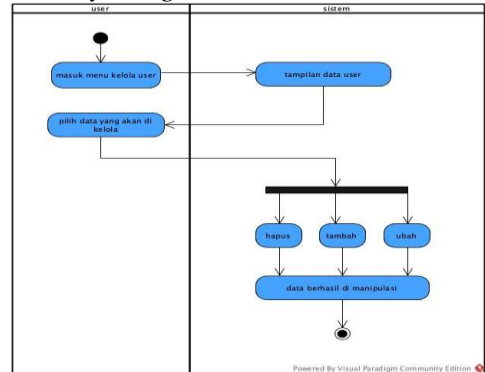 user
sistem
masuk menu kelola user
tampilan data user
pilih data yang akan di
kelola
hapus
tambah
ubah
data berhasil di manipulasi
Powered By Visual Paradigm Community Edition